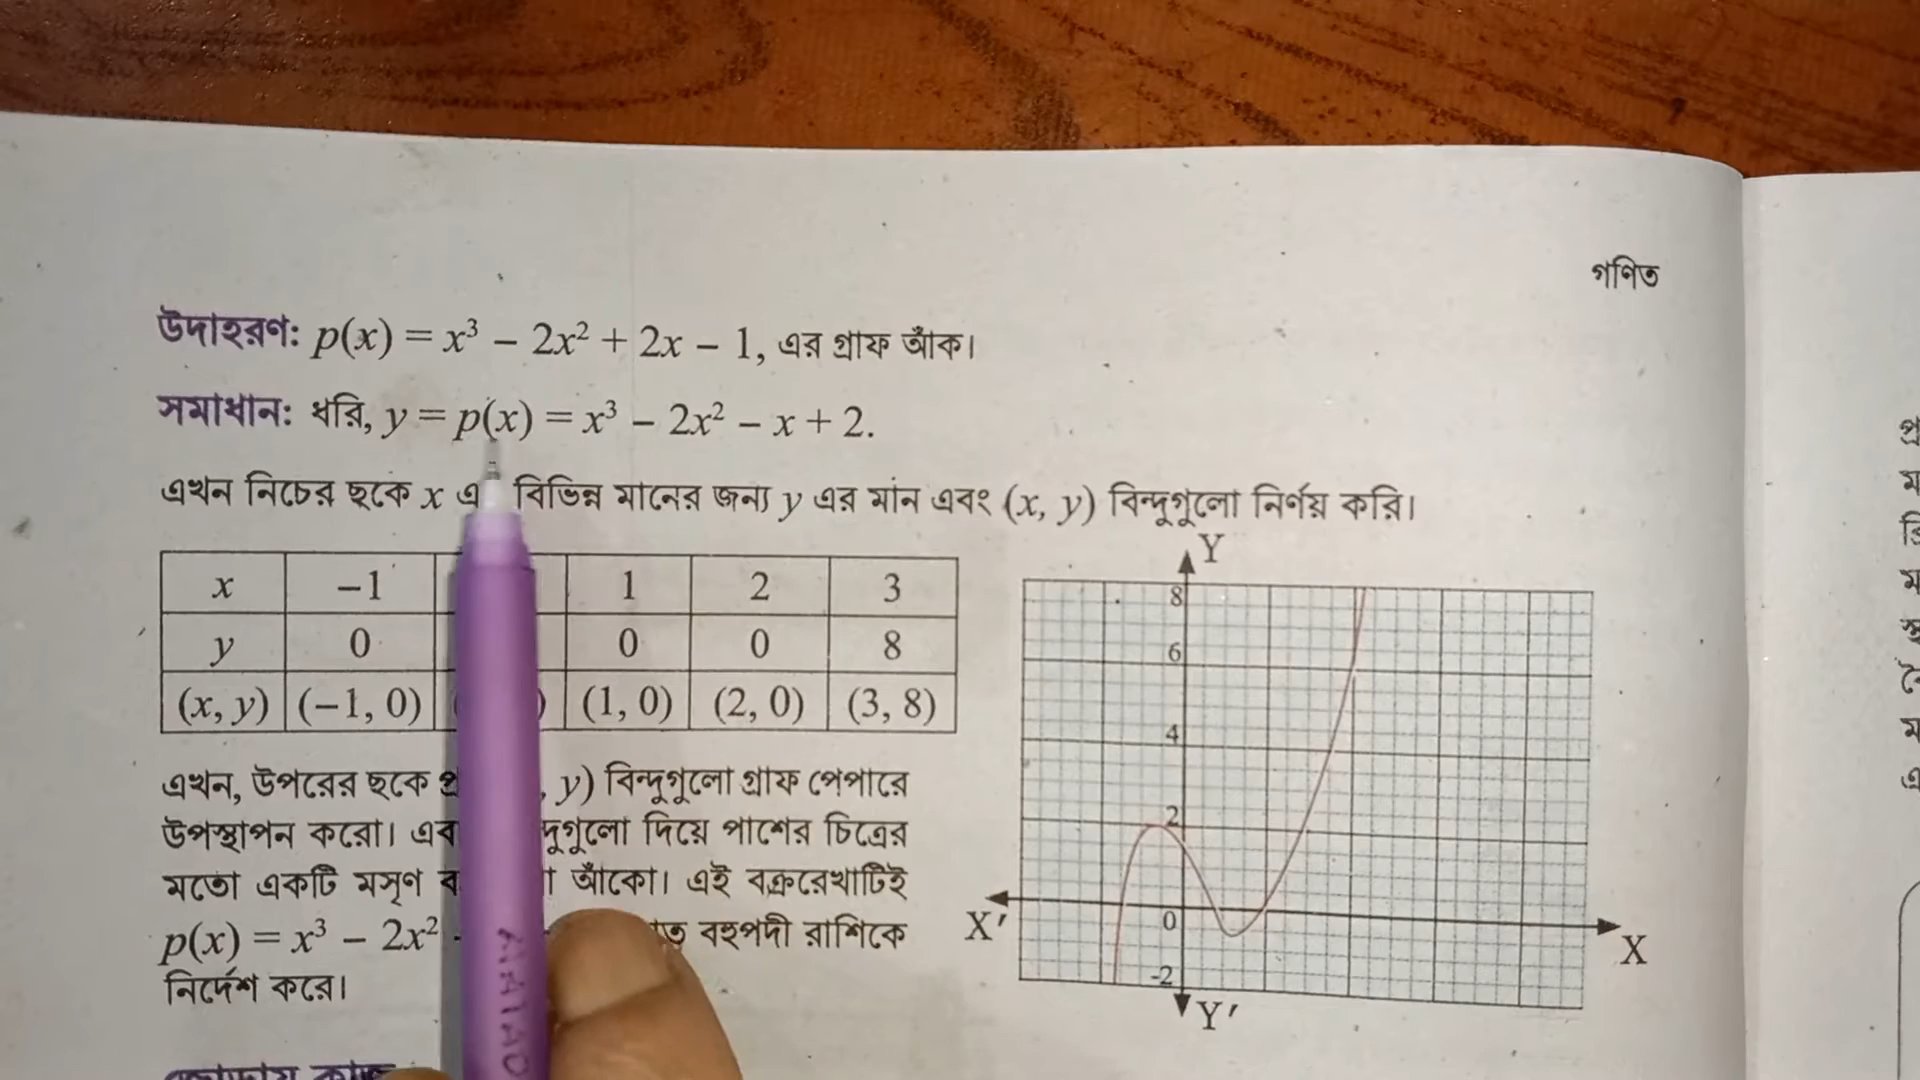 গণিত
উদাহরণ: p(x) = x³ – 2x² + 2x – 1, এর গ্রাফ আঁক।
সমাধান: ধরি, y = p(x) = x³ – 2x² – x + 2.
এখন নিচের ছকে x বিভিন্ন মানের জন্য y এর মান এবং (x, y) বিন্দুগুলো নির্ণয় করি।
x –1 1 2 3
y 0 0 0 8
(x, y) (–1, 0) (1, 0) (2, 0) (3, 8)
এখন, উপরের ছকে y) বিন্দুগুলো গ্রাফ পেপারে
উপস্থাপন করো। দিয়ে পাশের চিত্রের
মতো একটি মসৃণ আঁকো। এই বক্ররেখাটিই
p(x) = x³ – 2x² বহুপদী রাশিকে
নির্দেশ করে।
Y
8
6
4
2
X′ 0 X
-2
Y′